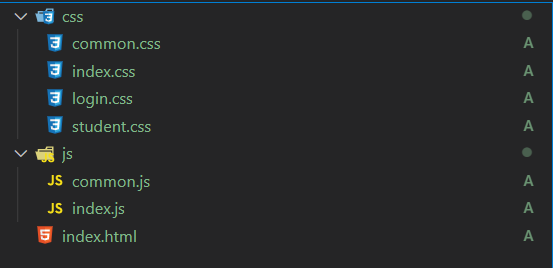 css
common.css A
index.css A
login.css A
student.css A
js
JS common.js A
JS index.js A
index.html A